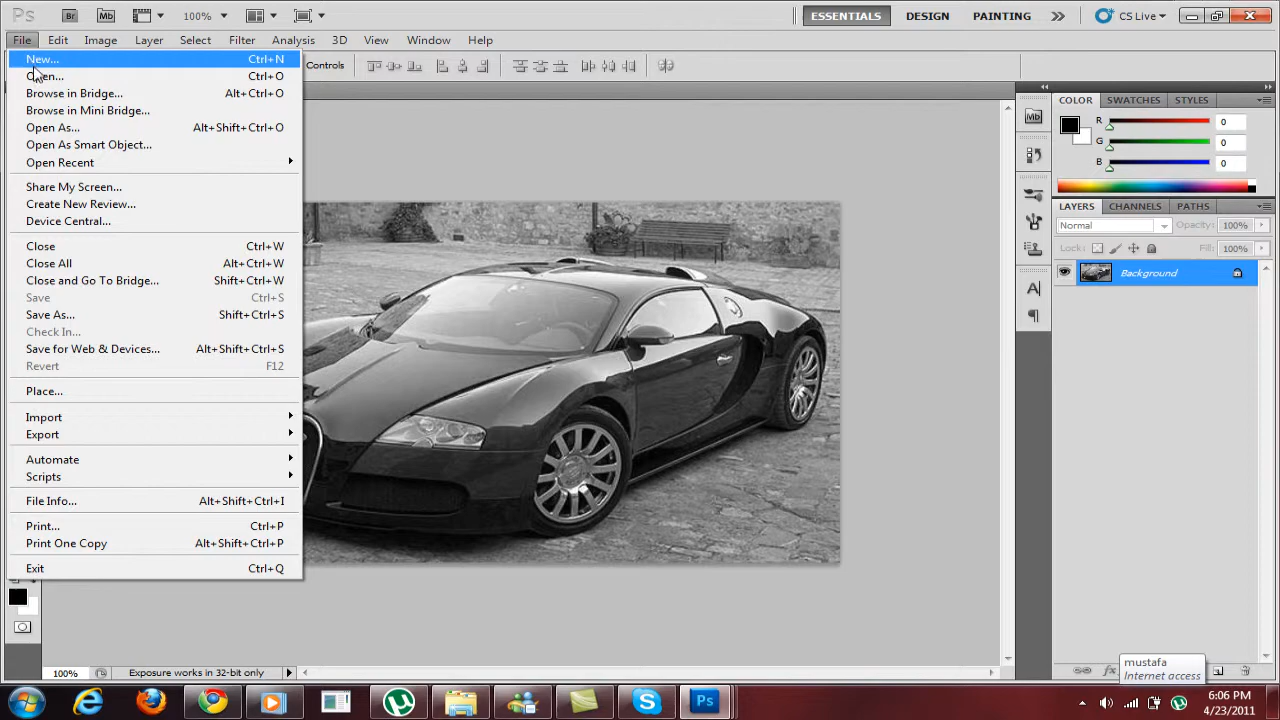 Ps Br Mb 100% ESSENTIALS DESIGN PAINTING CS Live
File Edit Image Layer Select Filter Analysis 3D View Window Help
New... Ctrl+N
Open... Ctrl+O
Browse in Bridge... Alt+Ctrl+O
Browse in Mini Bridge...
Open As... Alt+Shift+Ctrl+O
Open As Smart Object...
Open Recent
Share My Screen...
Create New Review...
Device Central...
Close Ctrl+W
Close All Alt+Ctrl+W
Close and Go To Bridge... Shift+Ctrl+W
Save Ctrl+S
Save As... Shift+Ctrl+S
Check In...
Save for Web & Devices... Alt+Shift+Ctrl+S
Revert F12
Place...
Import
Export
Automate
Scripts
File Info... Alt+Shift+Ctrl+I
Print... Ctrl+P
Print One Copy Alt+Shift+Ctrl+P
Exit Ctrl+Q
Controls
Mb
COLOR SWATCHES STYLES
R 0
G 0
B 0
LAYERS CHANNELS PATHS
Normal Opacity: 100%
Lock: Fill: 100%
Background
A
fx
100% Exposure works in 32-bit only
mustafa
Internet access
Ps
6:06 PM
4/23/2011